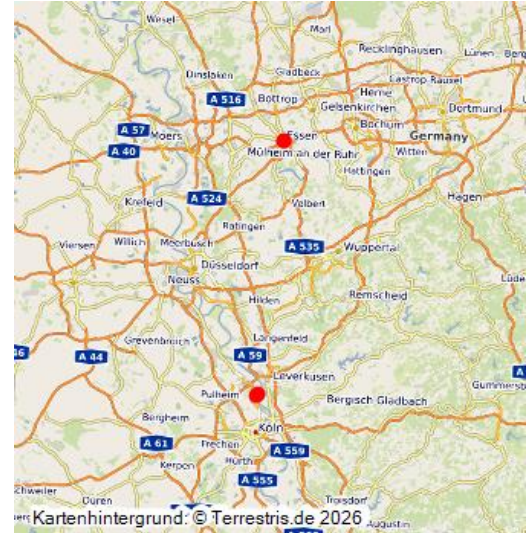 Wesel
Marl
Recklinghausen
Lünen
Dinslaken
Gladbeck
Castrop-Rauxel
A 516
Bottrop
Herne
Gelsenkirchen
Dortmund
A 57
Moers
Essen
Bochum
Germany
A 40
Mülheim an der Ruhr
Witten
Hattingen
Krefeld
A 524
Velbert
Hagen
Ratingen
Viersen
Willich
Meerbusch
A 535
Wuppertal
Düsseldorf
Neuss
Hilden
Remscheid
Grevenbroich
Langenfeld
A 44
A 59
Leverkusen
Pulheim
Bergisch Gladbach
Bergheim
Köln
A 61
Frechen
A 559
Kerpen
Hürth
A 555
Düren
Troisdorf
Kartenhintergrund: © Terrestris.de 2026
Augustin